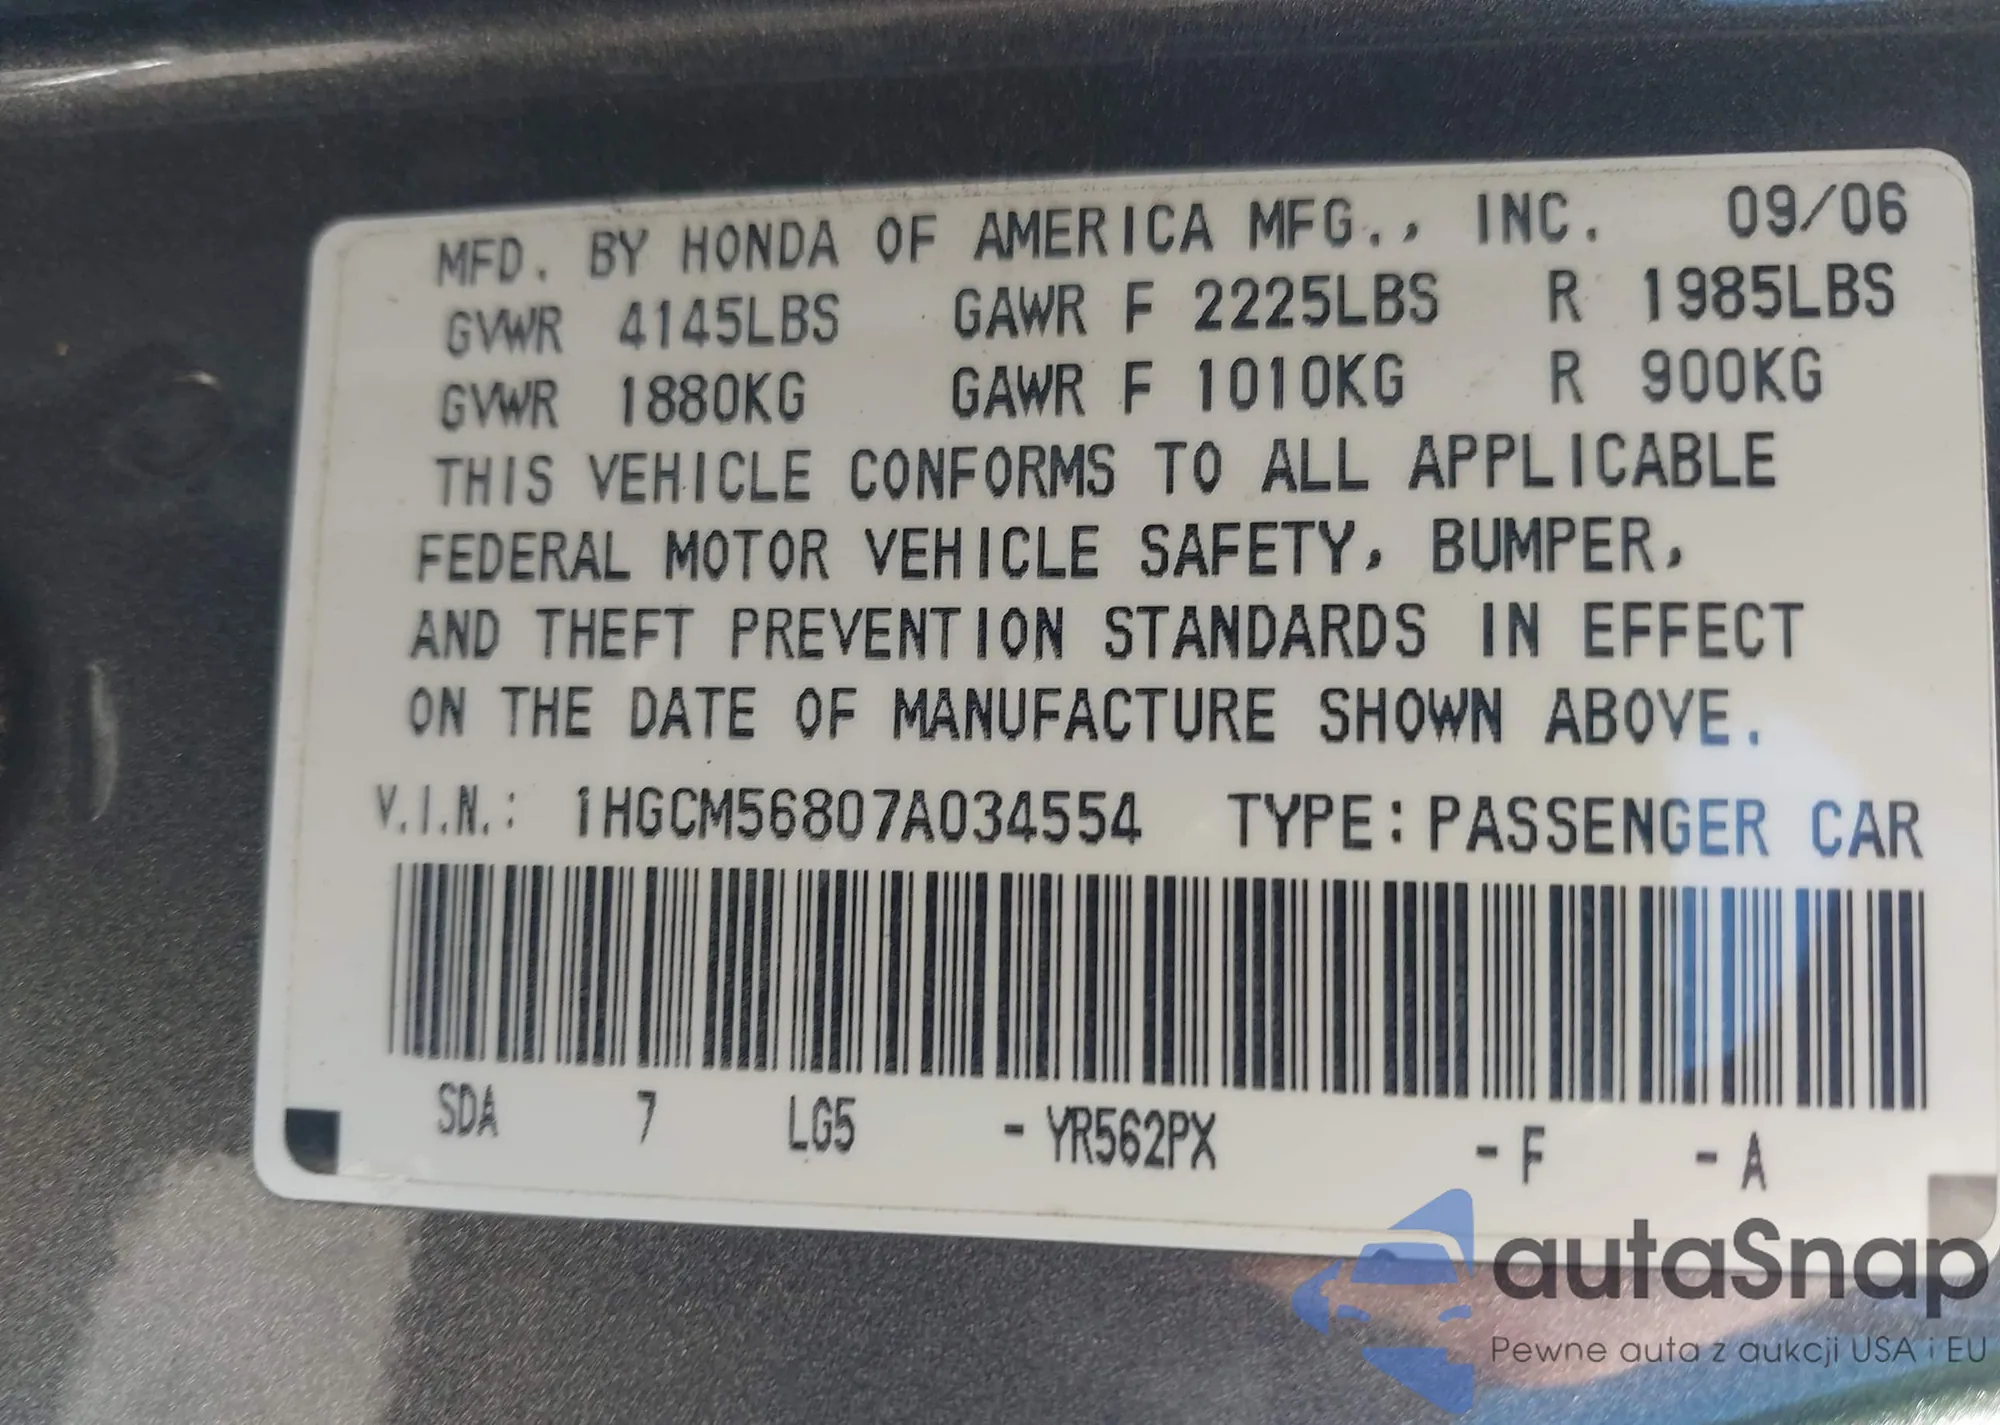 MFD. BY HONDA OF AMERICA MFG., INC. 09/06
GVWR 4145LBS GAWR F 2225LBS R 1985LBS
GVWR 1880KG GAWR F 1010KG R 900KG
THIS VEHICLE CONFORMS TO ALL APPLICABLE
FEDERAL MOTOR VEHICLE SAFETY, BUMPER,
AND THEFT PREVENTION STANDARDS IN EFFECT
ON THE DATE OF MANUFACTURE SHOWN ABOVE.
V.I.N.: 1HGCM56807A034554 TYPE: PASSENGER CAR
SDA 7 LG5 - YR562PX - F - A
autaSnap
Pewne auta z aukcji USA i EU